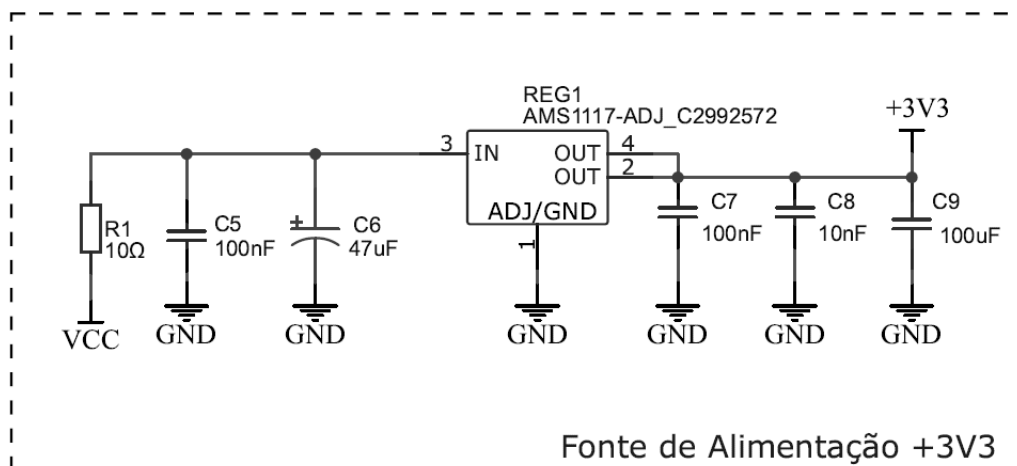 REG1
AMS1117-ADJ_C2992572
+3V3
3
IN
OUT
4
OUT
2
ADJ/GND
1
R1
10Ω
C5
100nF
C6
47uF
C7
100nF
C8
10nF
C9
100uF
VCC
GND
GND
GND
GND
GND
GND
Fonte de Alimentação +3V3